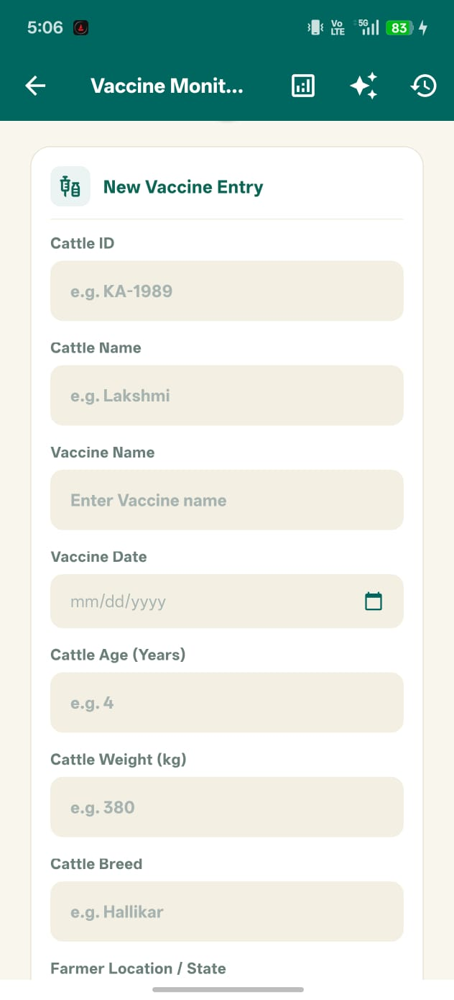 5:06
Vo
LTE
5G
83
Vaccine Monit...
New Vaccine Entry
Cattle ID
e.g. KA-1989
Cattle Name
e.g. Lakshmi
Vaccine Name
Enter Vaccine name
Vaccine Date
mm/dd/yyyy
Cattle Age (Years)
e.g. 4
Cattle Weight (kg)
e.g. 380
Cattle Breed
e.g. Hallikar
Farmer Location / State